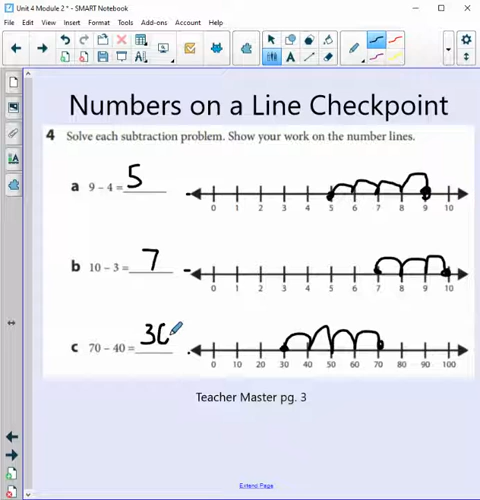 Unit 4 Module 2 * - SMART Notebook
File Edit View Insert Format Tools Add-ons Account Help
Numbers on a Line Checkpoint
4 Solve each subtraction problem. Show your work on the number lines.
a 9 – 4 = 5
0 1 2 3 4 5 6 7 8 9 10
b 10 – 3 = 7
0 1 2 3 4 5 6 7 8 9 10
c 70 – 40 = 30
0 10 20 30 40 50 60 70 80 90 100
Teacher Master pg. 3
Extend Page